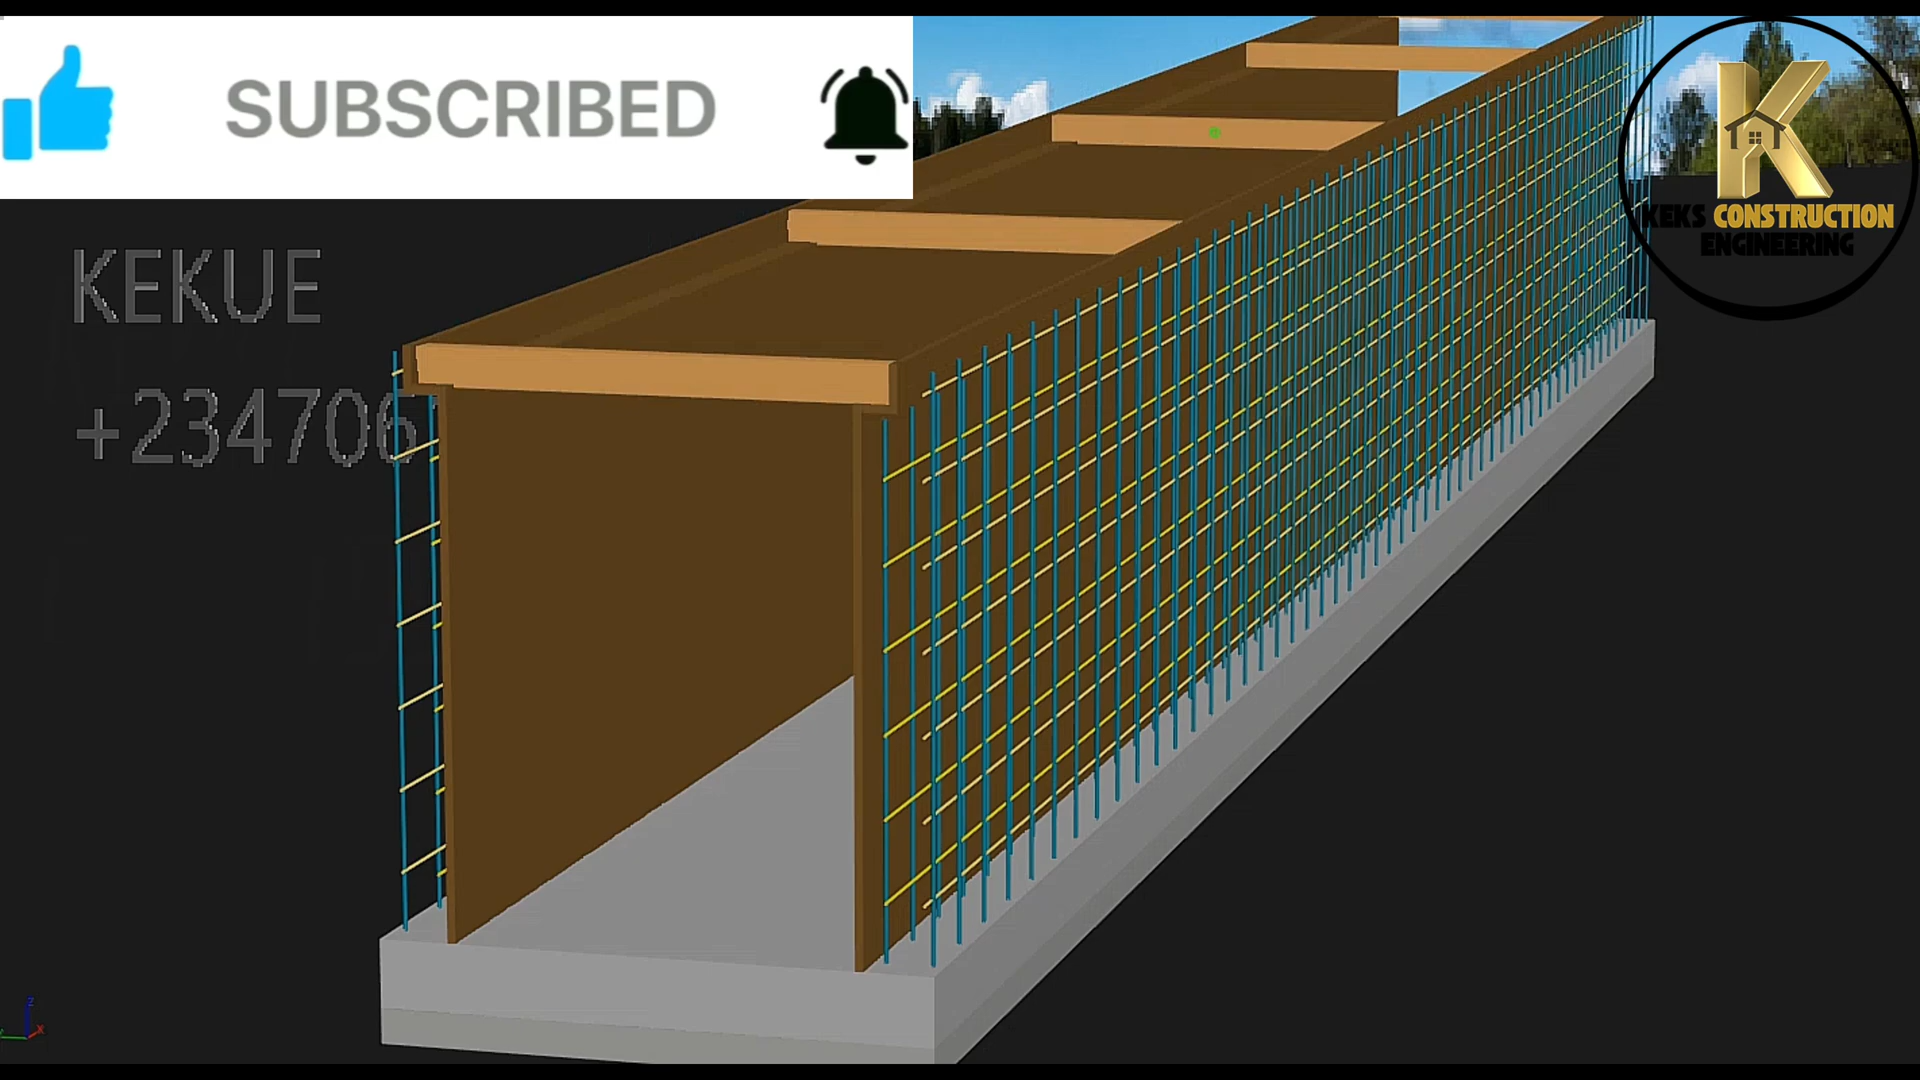 SUBSCRIBED
KEKUE
+234706
KEKS CONSTRUCTION
ENGINEERING